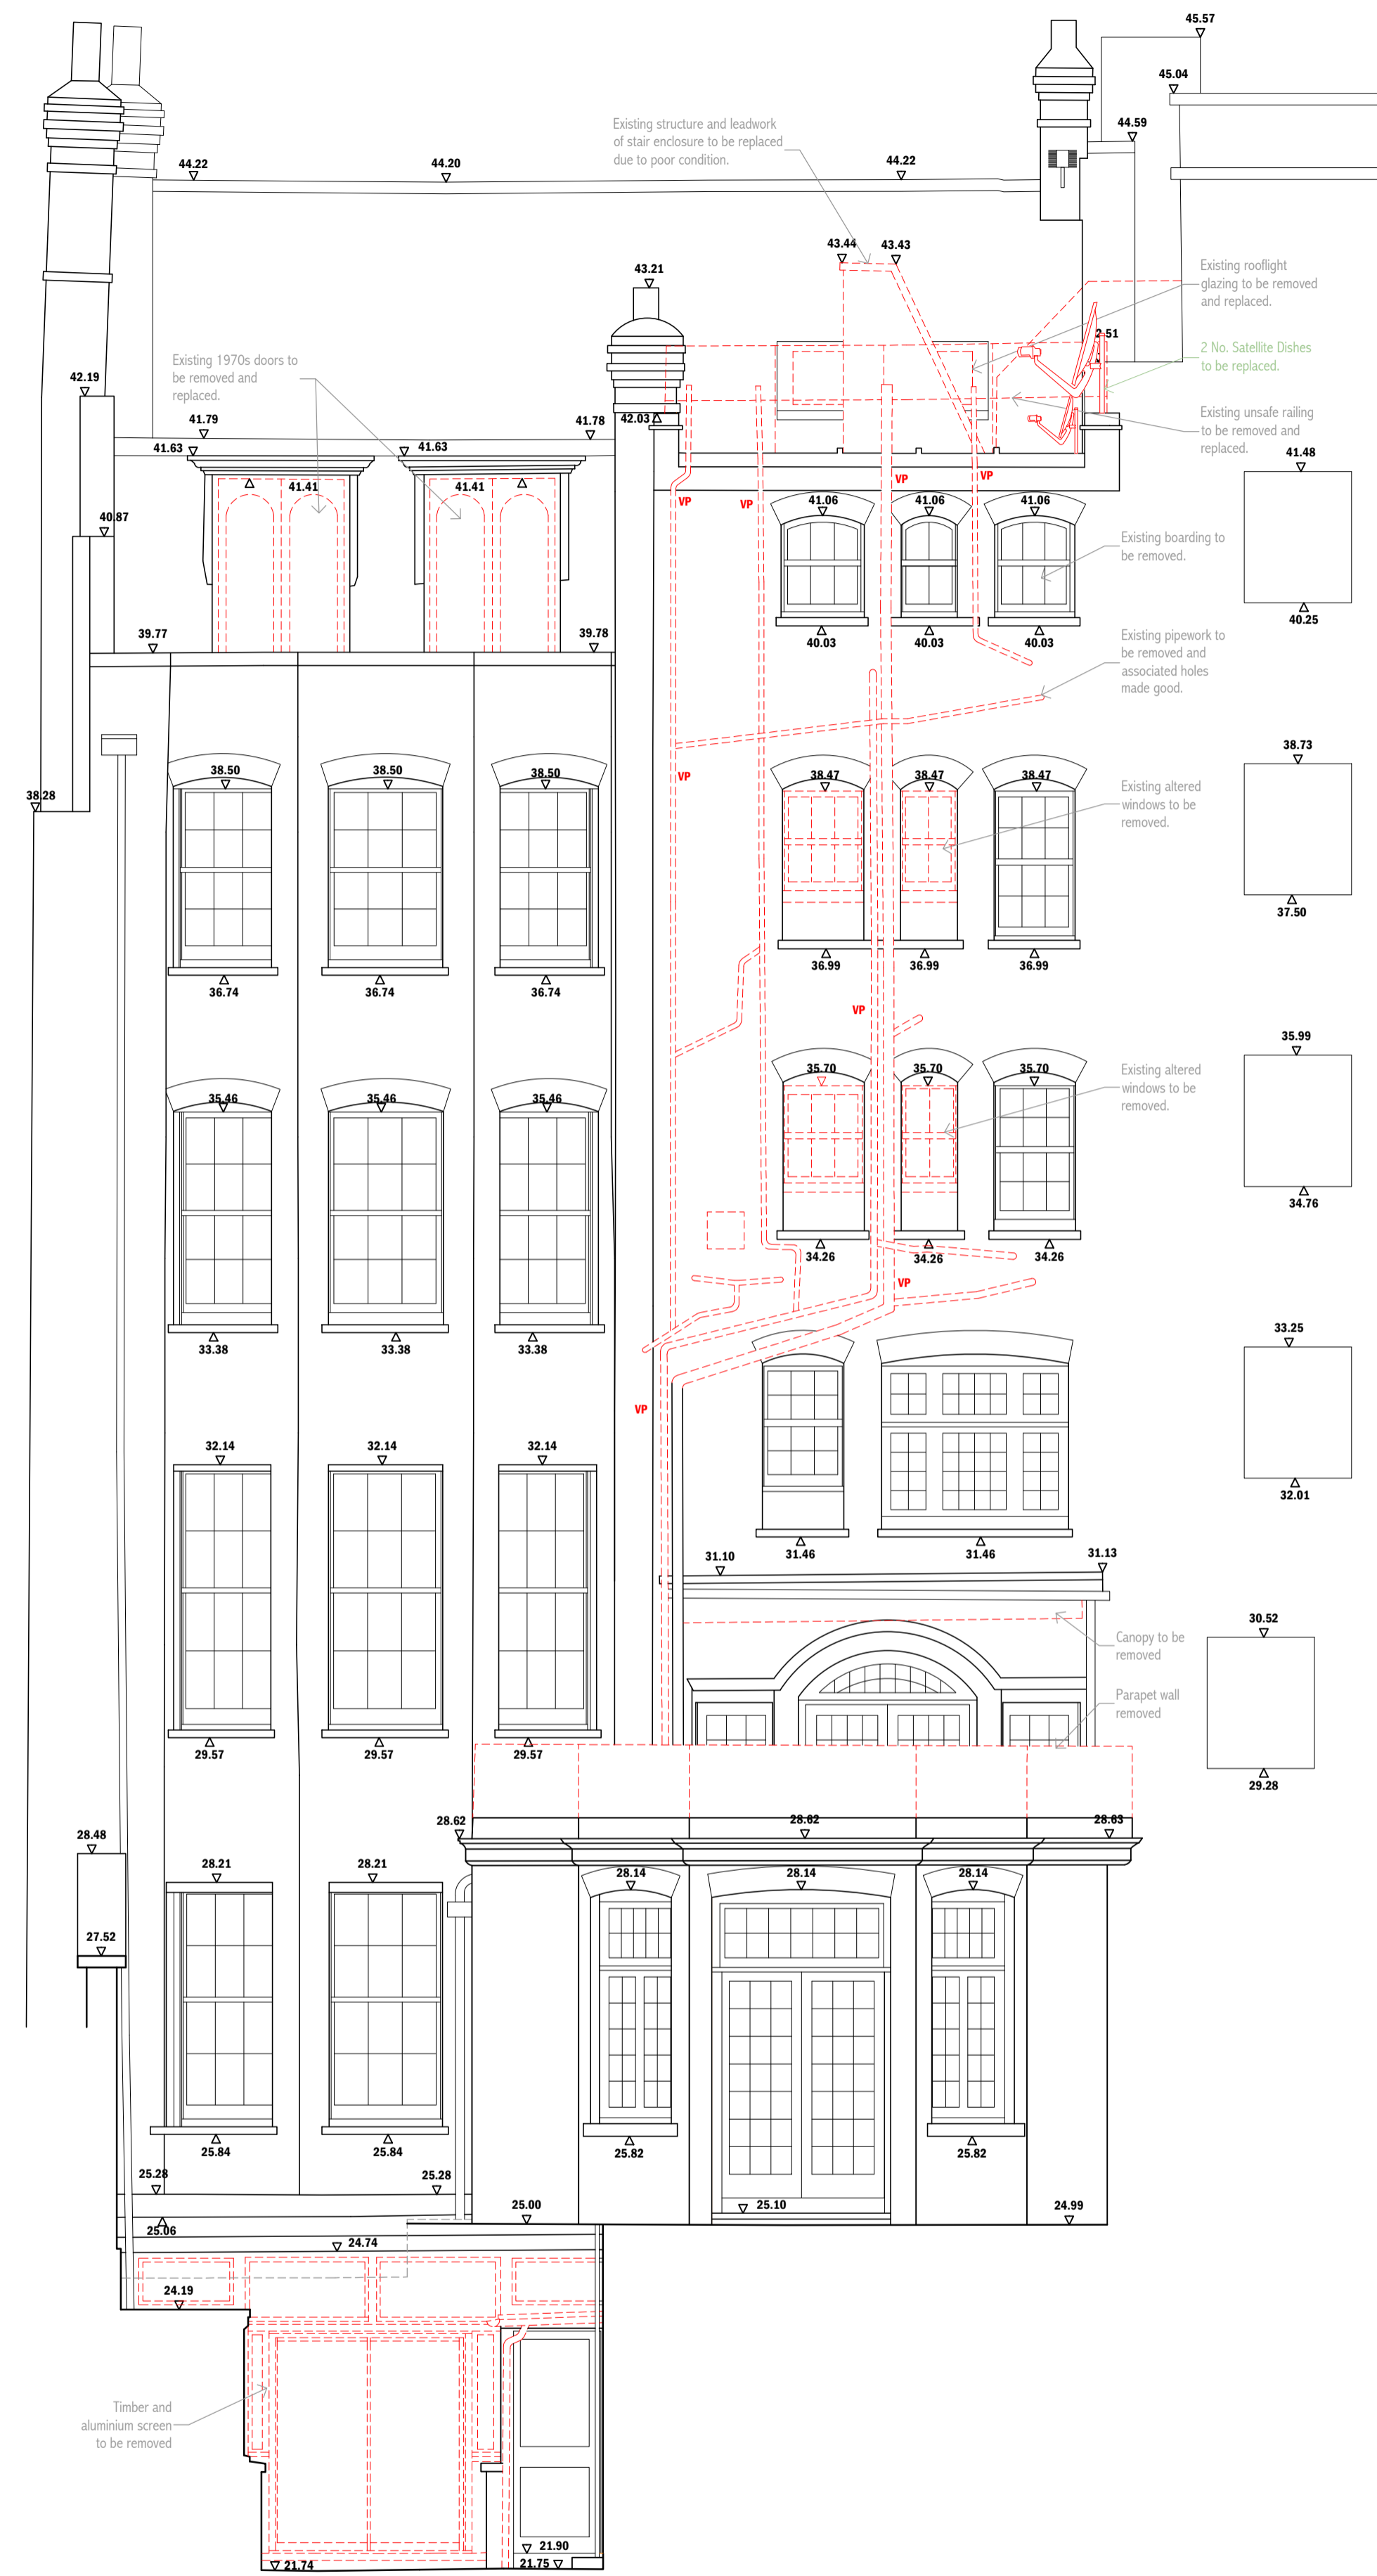 45.57
45.04
44.59
Existing structure and leadwork
of stair enclosure to be replaced
due to poor condition.
44.22
44.20
44.22
43.44
43.43
43.21
Existing rooflight
glazing to be removed
and replaced.
2.51
2 No. Satellite Dishes
to be replaced.
Existing 1970s doors to
be removed and
replaced.
42.19
Existing unsafe railing
to be removed and
replaced.
41.79
41.78
42.03
41.63
41.63
41.48
41.41
41.41
VP
VP
VP
VP
41.06
41.06
41.06
40.87
Existing boarding to
be removed.
40.25
40.03
40.03
40.03
39.77
39.78
Existing pipework to
be removed and
associated holes
made good.
38.73
38.50
38.50
38.50
VP
38.47
38.47
38.47
38.28
Existing altered
windows to be
removed.
37.50
36.99
36.99
36.99
36.74
36.74
36.74
VP
35.99
35.70
35.70
35.70
Existing altered
windows to be
removed.
35.46
35.46
35.46
34.76
34.26
34.26
34.26
VP
33.38
33.38
33.38
33.25
VP
32.14
32.14
32.14
32.01
31.46
31.46
31.10
31.13
30.52
Canopy to be
removed
Parapet wall
removed
29.57
29.57
29.57
29.28
28.62
28.62
28.63
28.48
28.21
28.21
28.14
28.14
28.14
27.52
25.84
25.84
25.82
25.82
25.28
25.28
25.00
25.10
24.99
25.06
24.74
24.19
Timber and
aluminium screen
to be removed
21.90
21.74
21.75